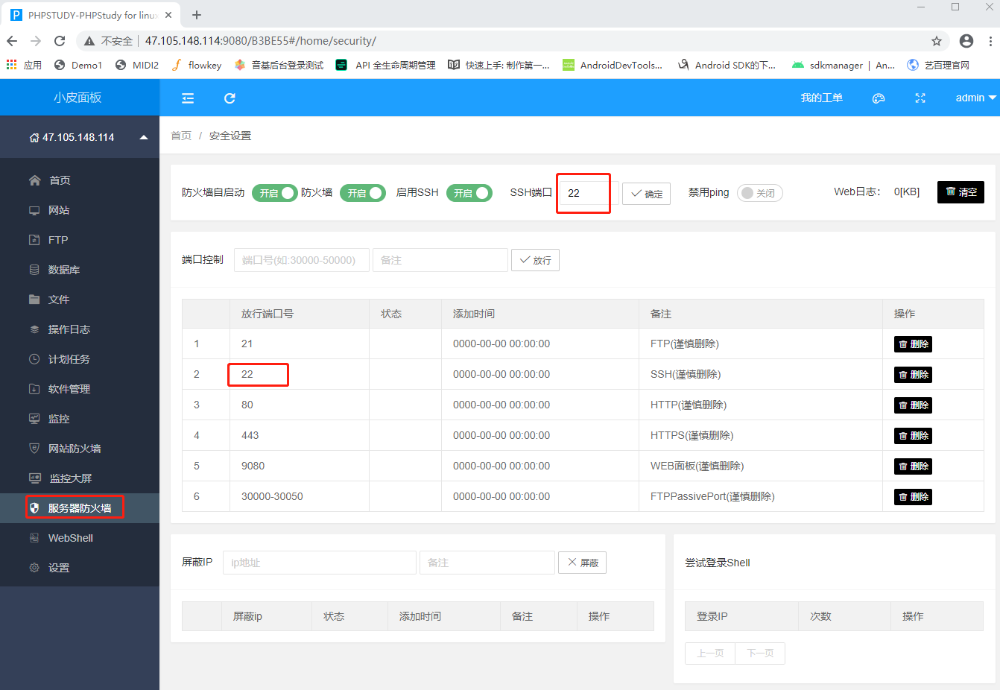 PHPSTUDY-PHPStudy for linux
不安全 47.105.148.114:9080/B3BE55#/home/security/
应用 Demo1 MIDI2 flowkey 音基后台登录测试 API 全生命周期管理 快速上手: 制作第一... AndroidDevTools... Android SDK的下... sdkmanager | An... 艺百理官网
小皮面板 我的工单 admin
47.105.148.114
首页
网站
FTP
数据库
文件
操作日志
计划任务
软件管理
监控
网站防火墙
监控大屏
服务器防火墙
WebShell
设置
首页 / 安全设置
防火墙自启动 开启 防火墙 开启 启用SSH 开启 SSH端口 22 确定 禁用ping 关闭 Web日志： 0[KB] 清空
端口控制 端口号(如:30000-50000) 备注 放行
放行端口号 状态 添加时间 备注 操作
1 21 0000-00-00 00:00:00 FTP(谨慎删除) 删除
2 22 0000-00-00 00:00:00 SSH(谨慎删除) 删除
3 80 0000-00-00 00:00:00 HTTP(谨慎删除) 删除
4 443 0000-00-00 00:00:00 HTTPS(谨慎删除) 删除
5 9080 0000-00-00 00:00:00 WEB面板(谨慎删除) 删除
6 30000-30050 0000-00-00 00:00:00 FTPPassivePort(谨慎删除) 删除
屏蔽IP ip地址 备注 屏蔽
屏蔽ip 状态 添加时间 备注 操作
尝试登录Shell
登录IP 次数 操作
上一页 下一页